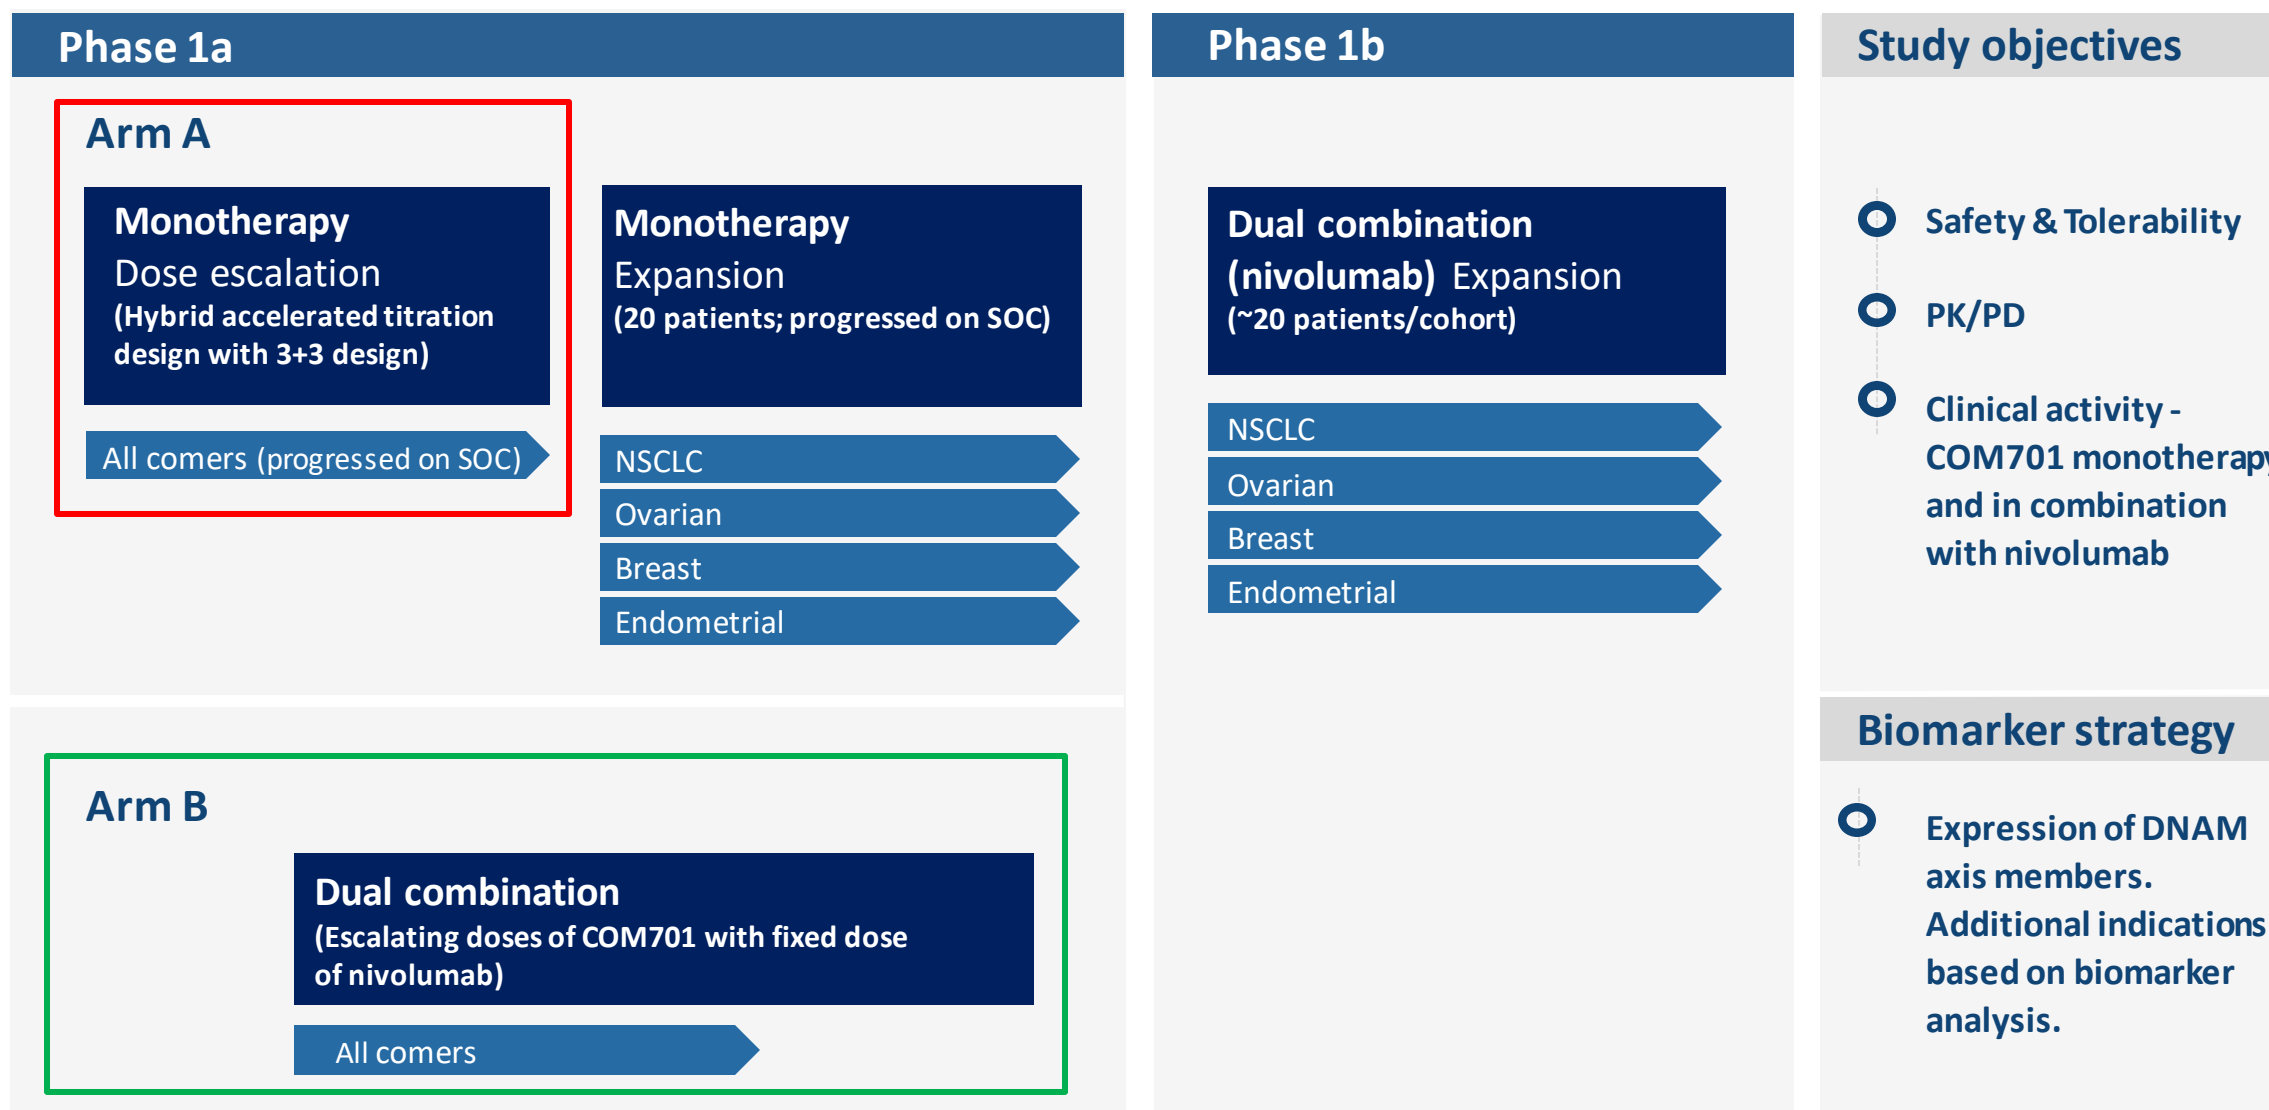 Phase 1a
Arm A
Monotherapy
Dose escalation
(Hybrid accelerated titration
design with 3+3 design)
All comers (progressed on SOC)
Monotherapy
Expansion
(20 patients; progressed on SOC)
NSCLC
Ovarian
Breast
Endometrial
Arm B
Dual combination
(Escalating doses of COM701 with fixed dose
of nivolumab)
All comers
Phase 1b
Dual combination
(nivolumab) Expansion
(~20 patients/cohort)
NSCLC
Ovarian
Breast
Endometrial
Study objectives
Safety & Tolerability
PK/PD
Clinical activity -
COM701 monotherapy
and in combination
with nivolumab
Biomarker strategy
Expression of DNAM
axis members.
Additional indications
based on biomarker
analysis.